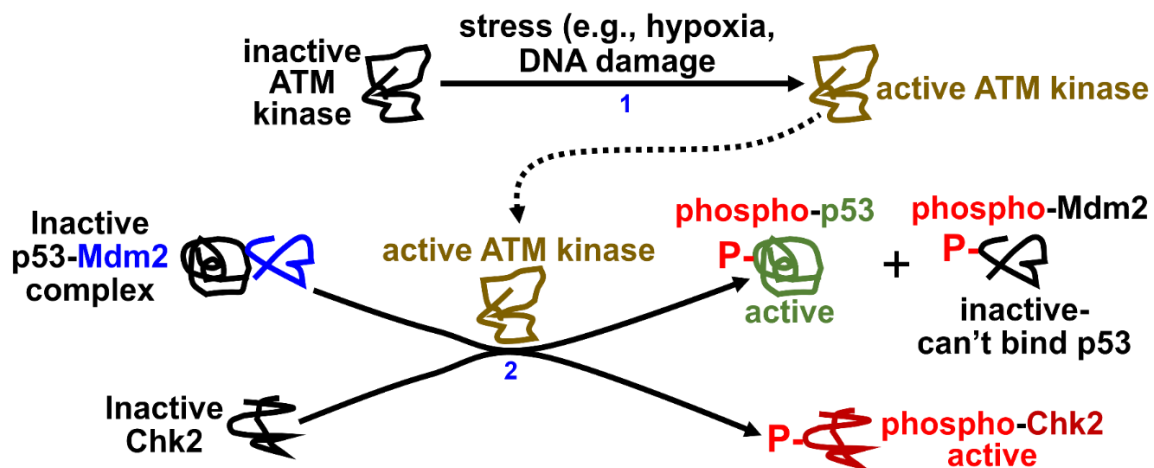 inactive
ATM
kinase
stress (e.g., hypoxia,
DNA damage
1
active ATM kinase
Inactive
p53-Mdm2
complex
active ATM kinase
phospho-p53
P-
active
+
phospho-Mdm2
P-
inactive-
can't bind p53
2
Inactive
Chk2
P-
phospho-Chk2
active